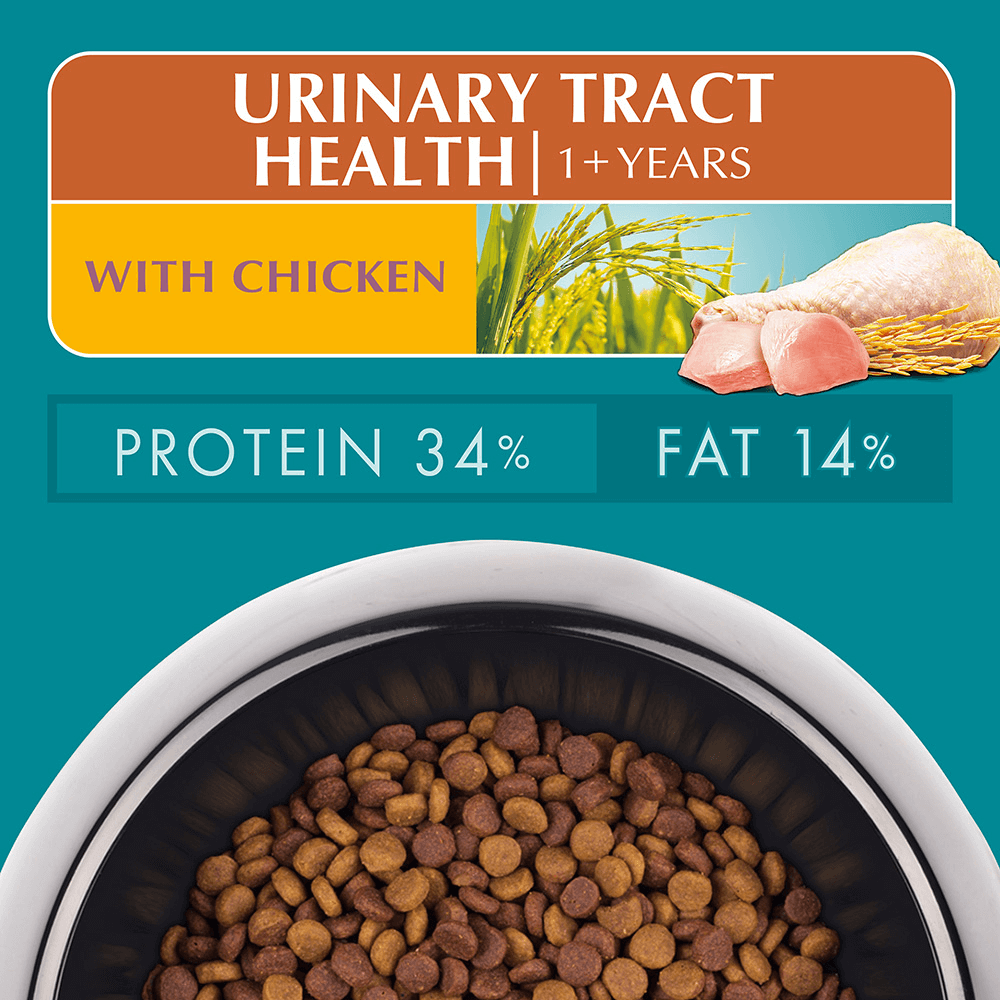 URINARY TRACT
HEALTH | 1+ YEARS
WITH CHICKEN
PROTEIN 34% FAT 14%